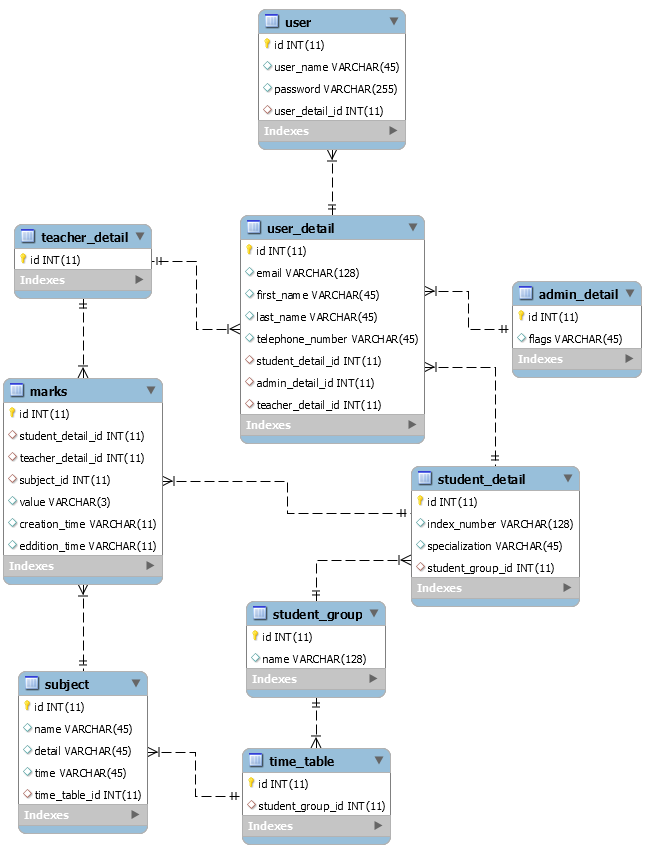 user
id INT(11)
user_name VARCHAR(45)
password VARCHAR(255)
user_detail_id INT(11)
Indexes
teacher_detail
id INT(11)
Indexes
user_detail
id INT(11)
email VARCHAR(128)
first_name VARCHAR(45)
last_name VARCHAR(45)
telephone_number VARCHAR(45)
student_detail_id INT(11)
admin_detail_id INT(11)
teacher_detail_id INT(11)
Indexes
admin_detail
id INT(11)
flags VARCHAR(45)
Indexes
marks
id INT(11)
student_detail_id INT(11)
teacher_detail_id INT(11)
subject_id INT(11)
value VARCHAR(3)
creation_time VARCHAR(11)
eddition_time VARCHAR(11)
Indexes
student_detail
id INT(11)
index_number VARCHAR(128)
specialization VARCHAR(45)
student_group_id INT(11)
Indexes
student_group
id INT(11)
name VARCHAR(128)
Indexes
subject
id INT(11)
name VARCHAR(45)
detail VARCHAR(45)
time VARCHAR(45)
time_table_id INT(11)
Indexes
time_table
id INT(11)
student_group_id INT(11)
Indexes